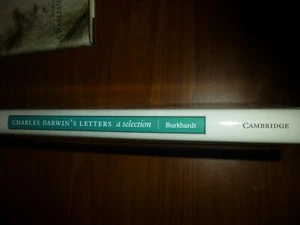 CHARLES DARWIN'S LETTERS a selection | Burkhardt CAMBRIDGE